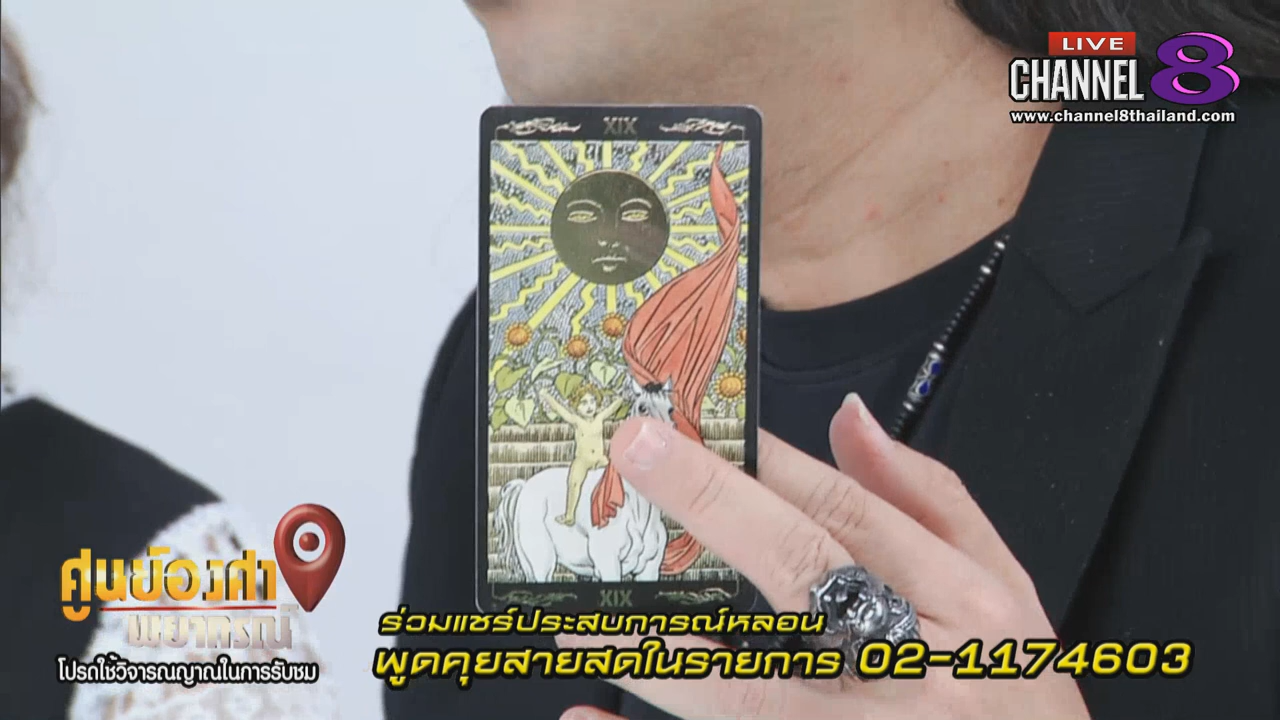 LIVE
CHANNEL 8
www.channel8thailand.com
XIX
XIX
ศูนย์องศา
พยากรณ์
โปรดใช้วิจารณญาณในการรับชม
ร่วมแชร์ประสบการณ์หลอน
พูดคุยสายสดในรายการ 02-1174603